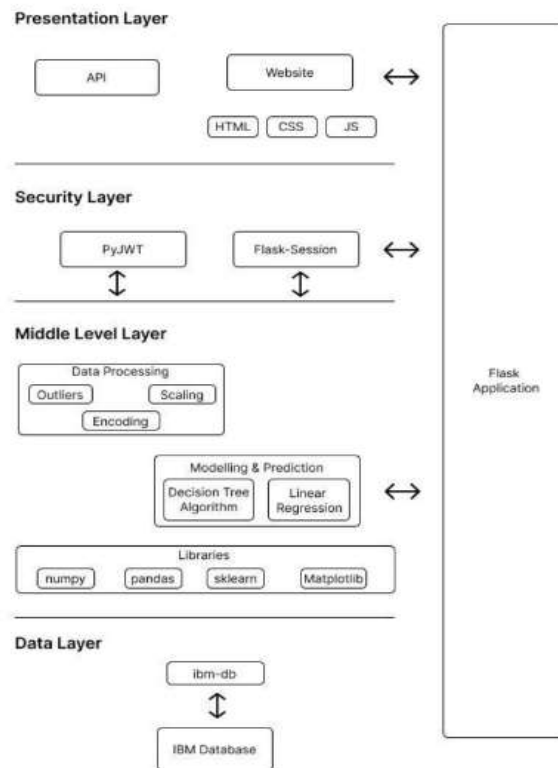 Presentation Layer
API
Website
HTML CSS JS
Security Layer
PyJWT
Flask-Session
Middle Level Layer
Data Processing
Outliers
Scaling
Encoding
Modelling & Prediction
Decision Tree
Algorithm
Linear
Regression
Libraries
numpy pandas sklearn Matplotlib
Data Layer
ibm-db
IBM Database
Flask
Application